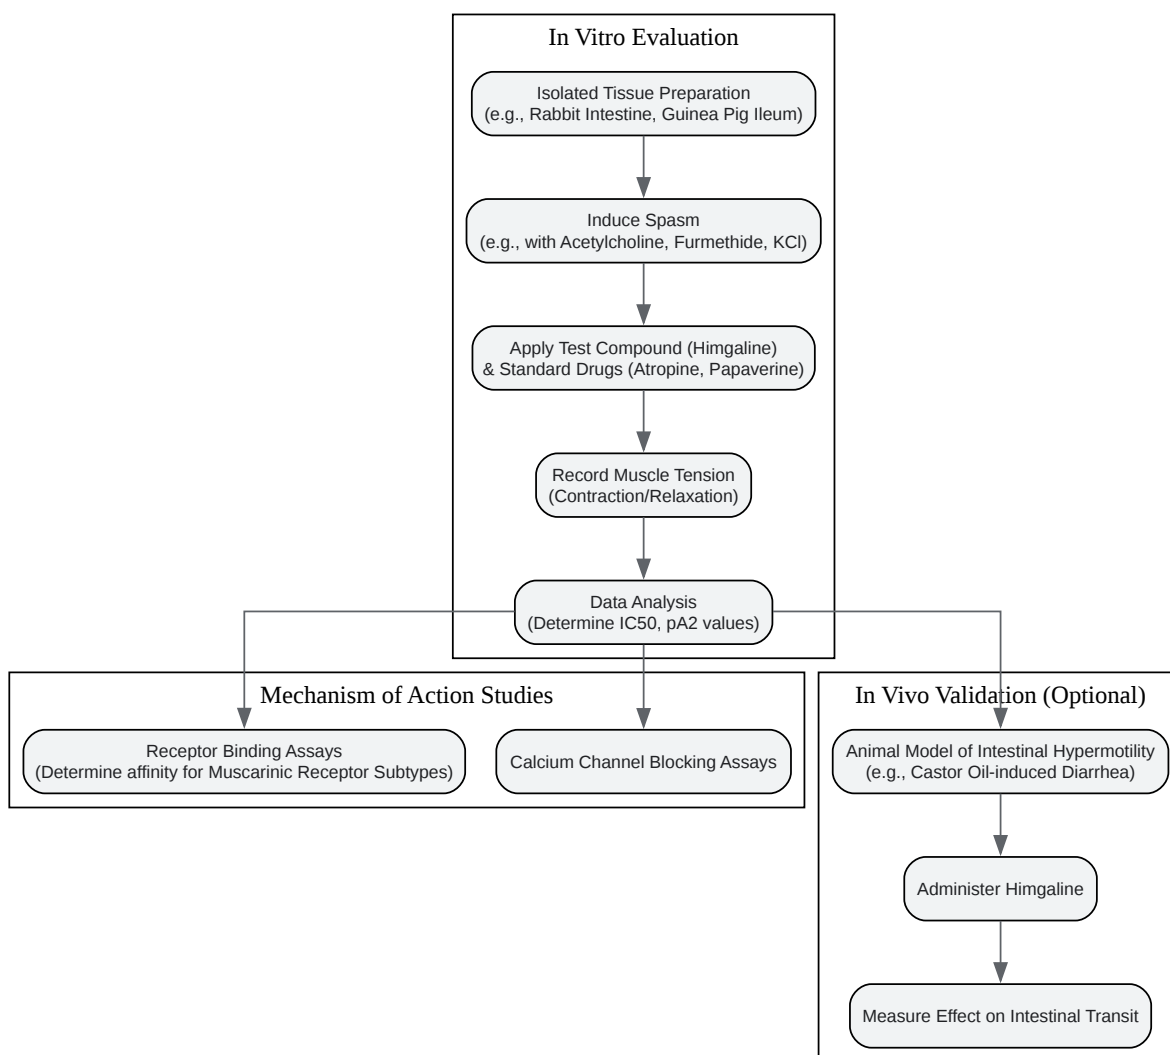 In Vitro Evaluation
Isolated Tissue Preparation
(e.g., Rabbit Intestine, Guinea Pig Ileum)
Induce Spasm
(e.g., with Acetylcholine, Furmethide, KCl)
Apply Test Compound (Himgaline)
& Standard Drugs (Atropine, Papaverine)
Record Muscle Tension
(Contraction/Relaxation)
Data Analysis
(Determine IC50, pA2 values)
Mechanism of Action Studies
Receptor Binding Assays
(Determine affinity for Muscarinic Receptor Subtypes)
Calcium Channel Blocking Assays
In Vivo Validation (Optional)
Animal Model of Intestinal Hypermotility
(e.g., Castor Oil-induced Diarrhea)
Administer Himgaline
Measure Effect on Intestinal Transit